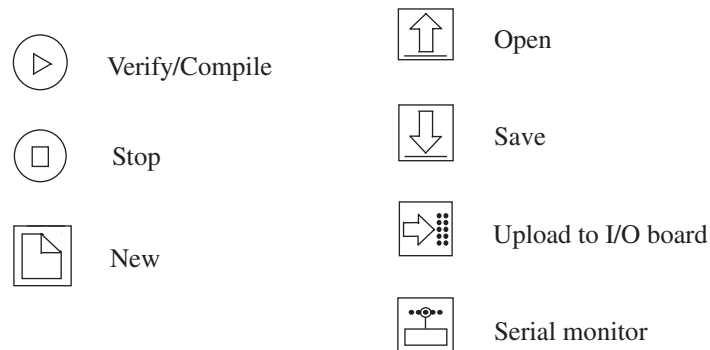 Verify/Compile
Stop
New
Open
Save
Upload to I/O board
Serial monitor